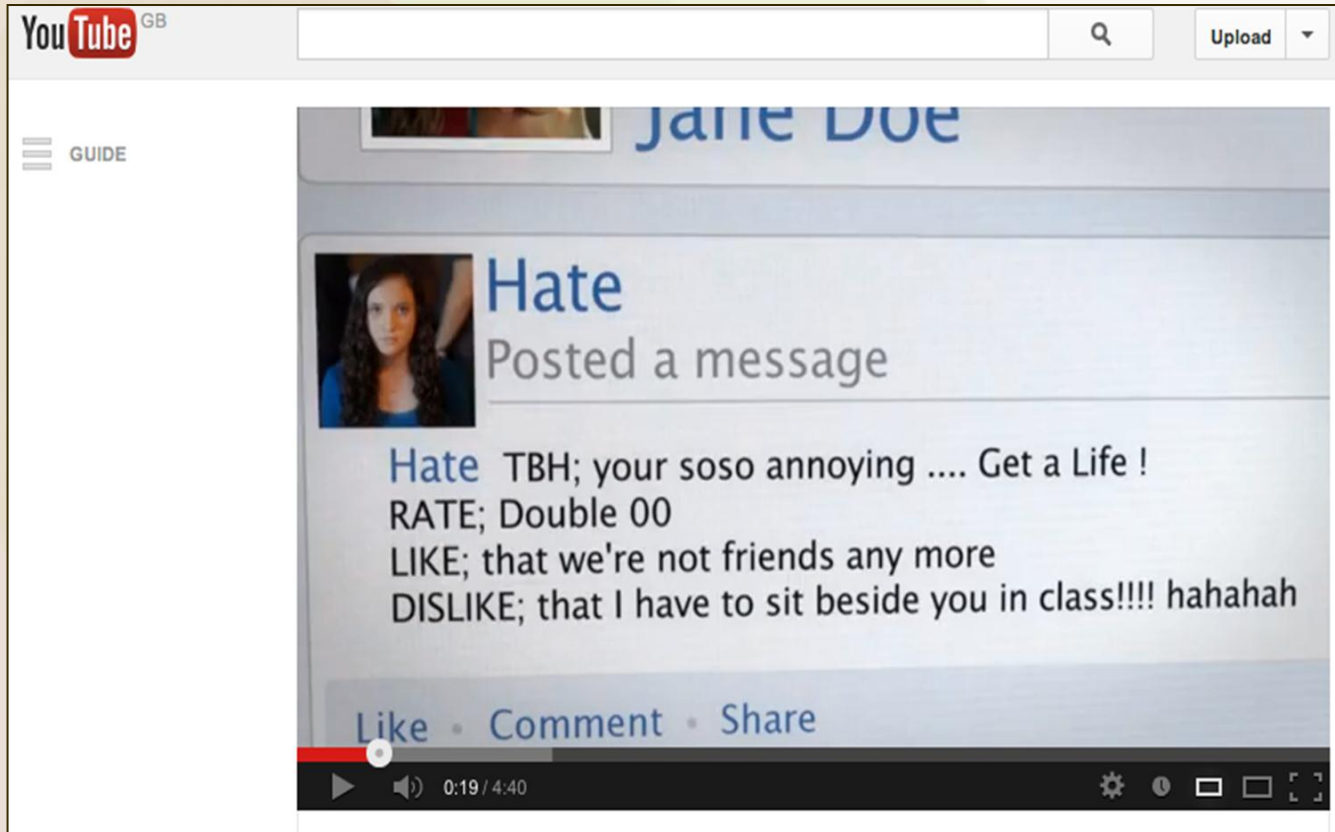 YouTube GB
Upload
GUIDE
Jane Doe
Hate
Posted a message
Hate TBH; your soso annoying .... Get a Life !
RATE; Double 00
LIKE; that we're not friends any more
DISLIKE; that I have to sit beside you in class!!!! hahahah
Like • Comment • Share
0:19 / 4:40